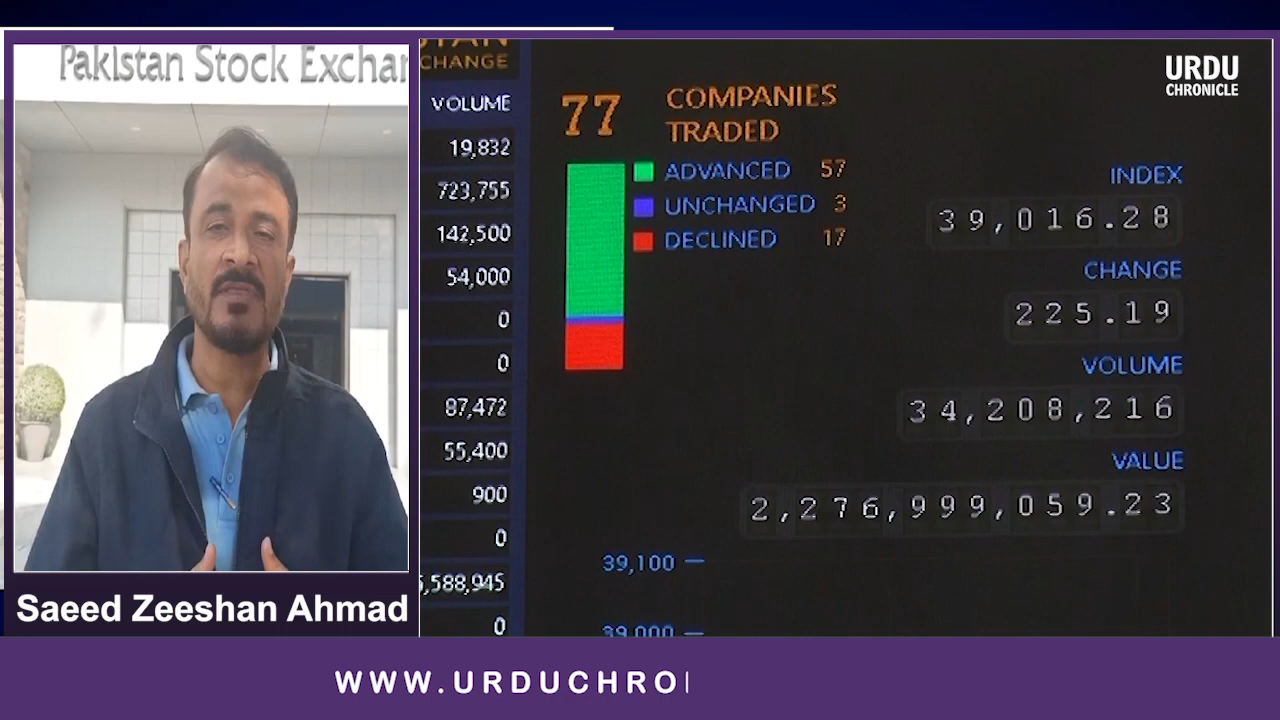 Pakistan Stock Exchan
Saeed Zeeshan Ahmad
CHANGE
VOLUME
19,832
723,755
142,500
54,000
0
0
87,472
55,400
900
0
5,588,945
0
77 COMPANIES
TRADED
ADVANCED 57
UNCHANGED 3
DECLINED 17
39,100
39,000
URDU
CHRONICLE
INDEX
39,016.28
CHANGE
225.19
VOLUME
34,208,216
VALUE
2,276,999,059.23
WWW.URDUCHRO